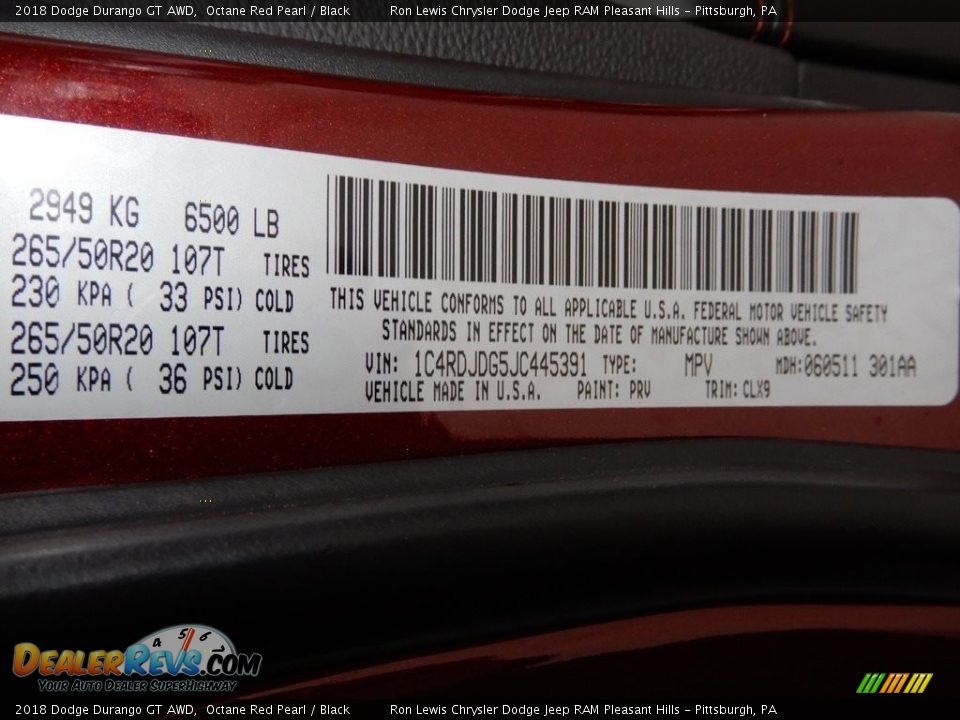 2018 Dodge Durango GT AWD,  Octane Red Pearl / Black     Ron Lewis Chrysler Dodge Jeep RAM Pleasant Hills - Pittsburgh, PA
2949 KG  6500 LB
265/50R20 107T  TIRES
230 KPA ( 33 PSI) COLD
265/50R20 107T  TIRES
250 KPA ( 36 PSI) COLD
THIS VEHICLE CONFORMS TO ALL APPLICABLE U.S.A. FEDERAL MOTOR VEHICLE SAFETY
STANDARDS IN EFFECT ON THE DATE OF MANUFACTURE SHOWN ABOVE.
VIN: 1C4RDJDG5JC445391 TYPE: MPV MDH:060511 301AA
VEHICLE MADE IN U.S.A. PAINT: PRV TRIM: CLX9
4 5 6
DEALERREVS.COM
YOUR AUTO DEALER SUPERHIGHWAY
2018 Dodge Durango GT AWD,  Octane Red Pearl / Black     Ron Lewis Chrysler Dodge Jeep RAM Pleasant Hills - Pittsburgh, PA